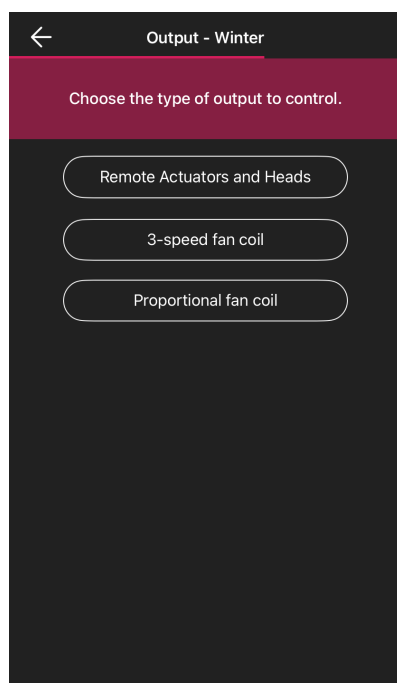 Output - Winter
Choose the type of output to control.
Remote Actuators and Heads
3-speed fan coil
Proportional fan coil